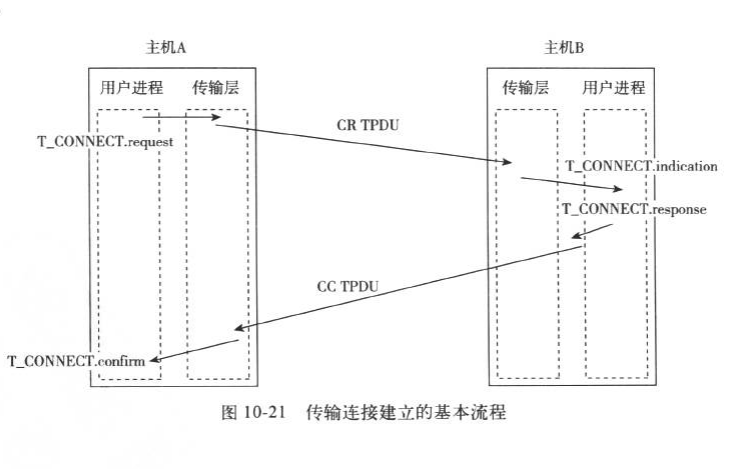 主机A 主机B
用户进程 传输层 传输层 用户进程
CR TPDU
T_CONNECT.request
T_CONNECT.indication
T_CONNECT.response
CC TPDU
T_CONNECT.confirm
图 10-21 传输连接建立的基本流程